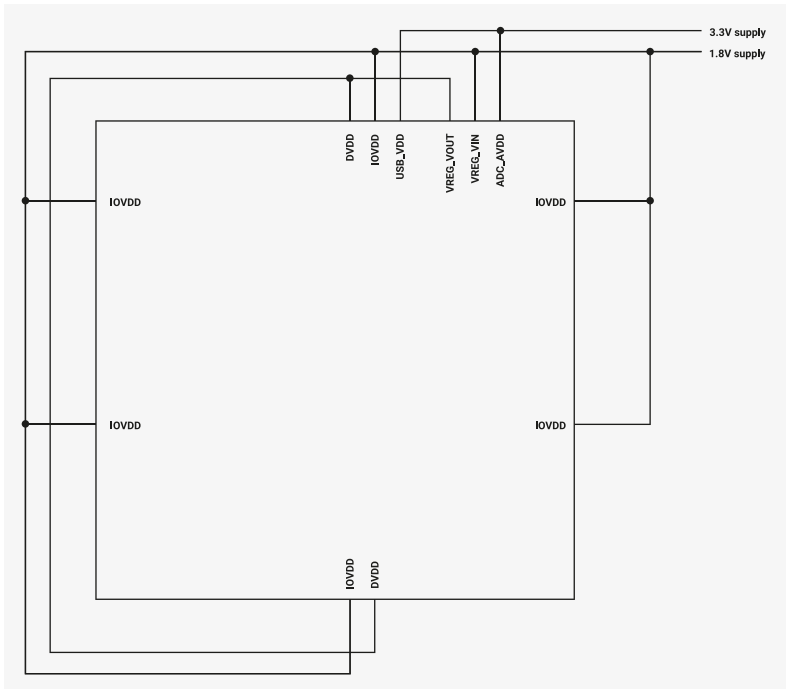 3.3V supply
1.8V supply
DVDD
IOVDD
USB_VDD
VREG_VOUT
VREG_VIN
ADC_AVDD
IOVDD
IOVDD
IOVDD
IOVDD
IOVDD
DVDD